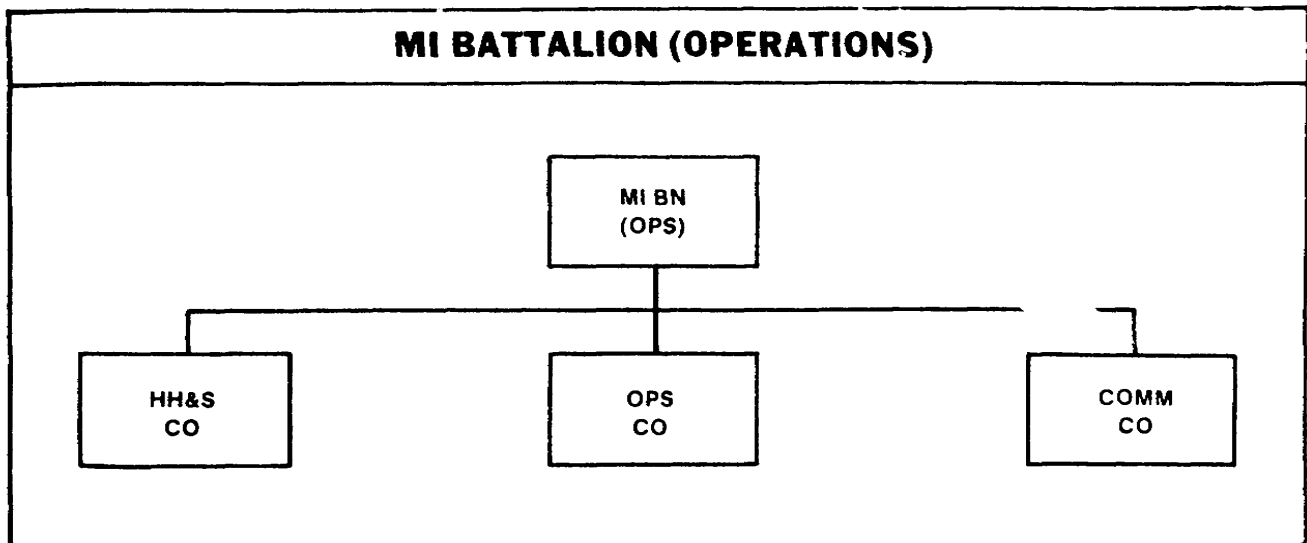 MI BATTALION (OPERATIONS)
MI BN
(OPS)
HH&S
CO
OPS
CO
COMM
CO